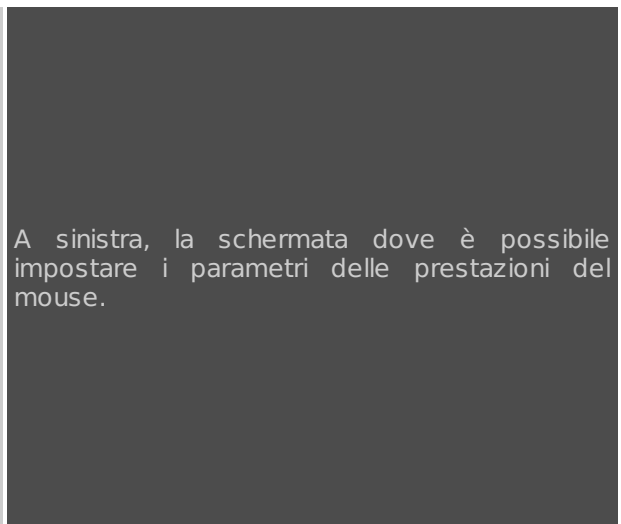 A sinistra, la schermata dove è possibile
impostare i parametri delle prestazioni del
mouse.